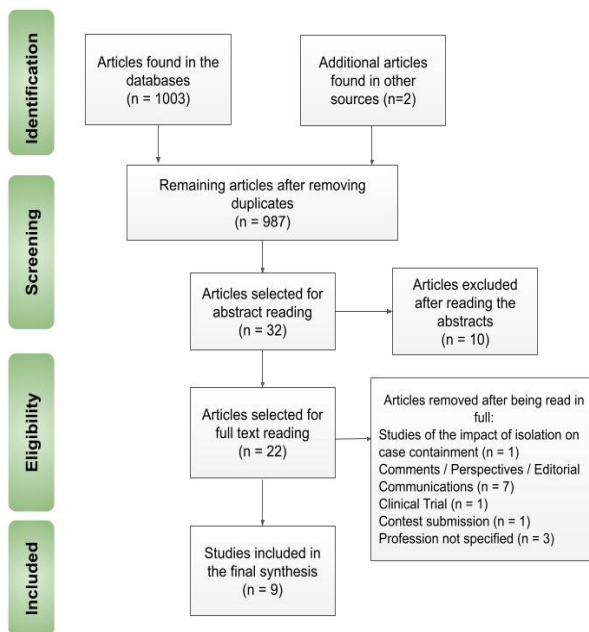 Identification
Articles found in the
databases
(n = 1003)
Additional articles
found in other
sources (n=2)
Screening
Remaining articles after removing
duplicates
(n = 987)
Articles selected for
abstract reading
(n = 32)
Articles excluded
after reading the
abstracts
(n = 10)
Eligibility
Articles selected for
full text reading
(n = 22)
Articles removed after being read in
full:
Studies of the impact of isolation on
case containment (n = 1)
Comments / Perspectives / Editorial
Communications (n = 7)
Clinical Trial (n = 1)
Contest submission (n = 1)
Profession not specified (n = 3)
Included
Studies included in
the final synthesis
(n = 9)